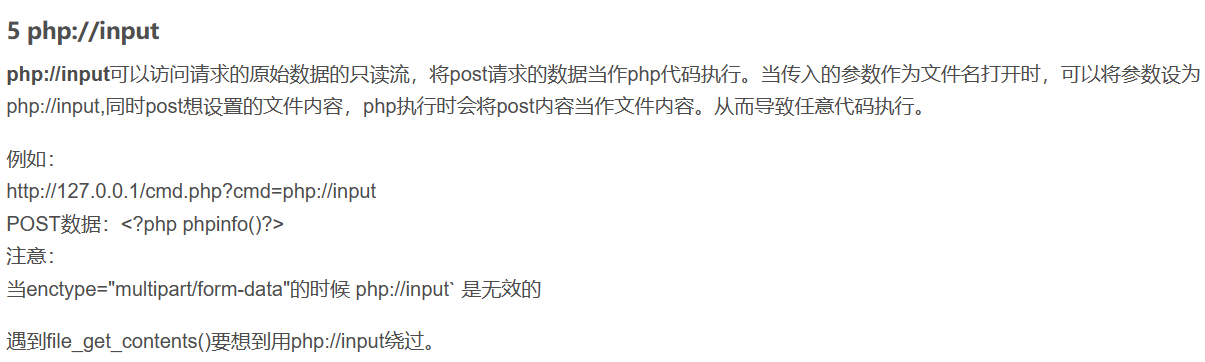 5 php://input
php://input可以访问请求的原始数据的只读流，将post请求的数据当作php代码执行。当传入的参数作为文件名打开时，可以将参数设为
php://input,同时post想设置的文件内容，php执行时会将post内容当作文件内容。从而导致任意代码执行。
例如：
http://127.0.0.1/cmd.php?cmd=php://input
POST数据：<?php phpinfo()?>
注意：
当enctype="multipart/form-data"的时候 php://input` 是无效的
遇到file_get_contents()要想到用php://input绕过。